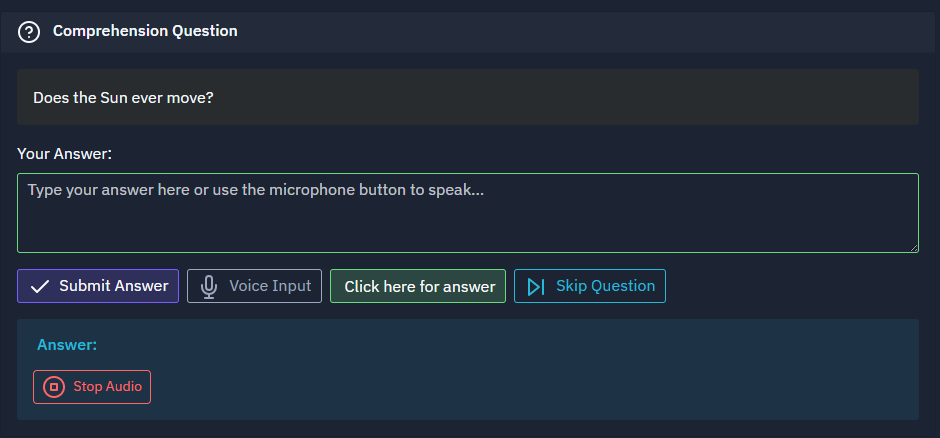 Comprehension Question
Does the Sun ever move?
Your Answer:
Type your answer here or use the microphone button to speak...
Submit Answer Voice Input Click here for answer Skip Question
Answer:
Stop Audio